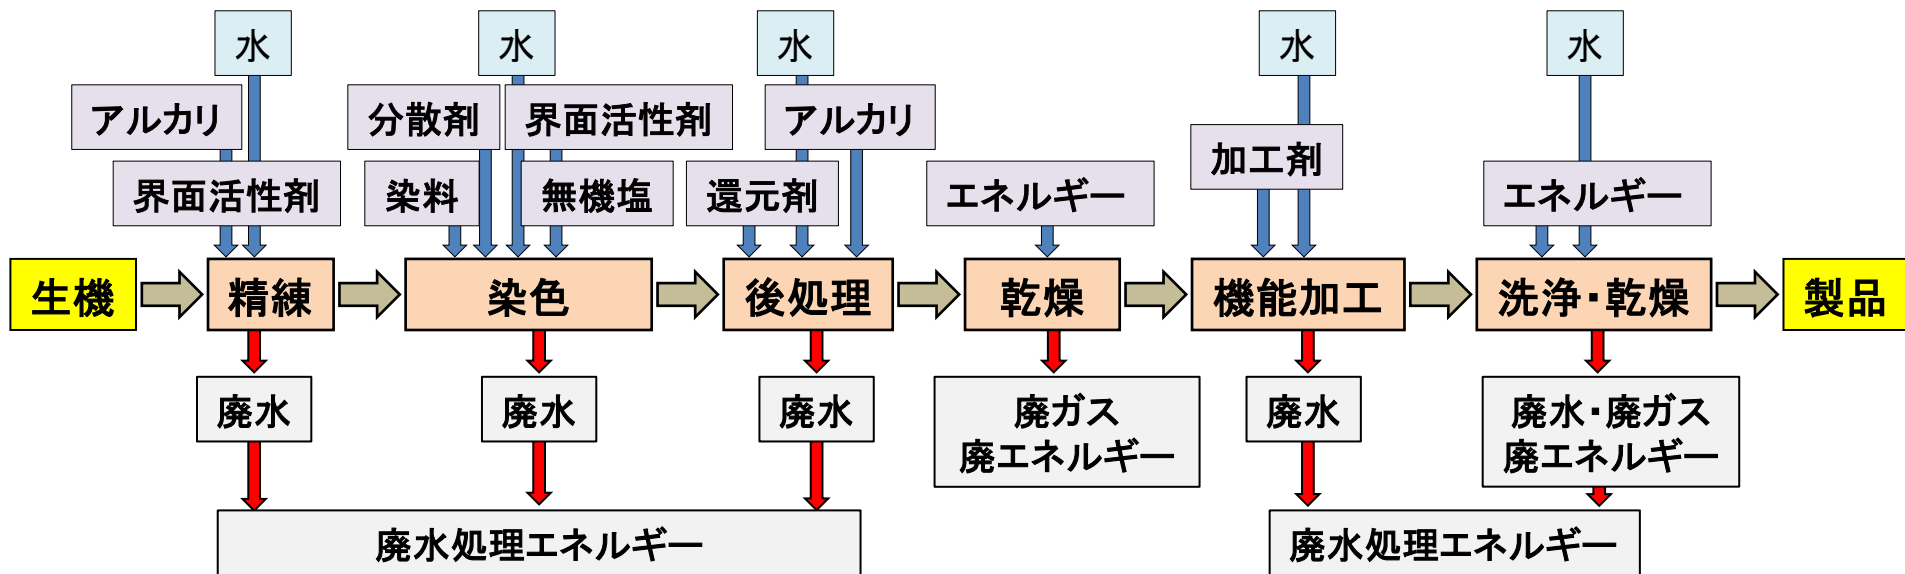 水
水
水
水
水
アルカリ
分散剤
界面活性剤
アルカリ
加工剤
界面活性剤
染料
無機塩
還元剤
エネルギー
エネルギー
生機
精練
染色
後処理
乾燥
機能加工
洗浄・乾燥
製品
廃水
廃水
廃水
廃ガス
廃エネルギー
廃水
廃水・廃ガス
廃エネルギー
廃水処理エネルギー
廃水処理エネルギー